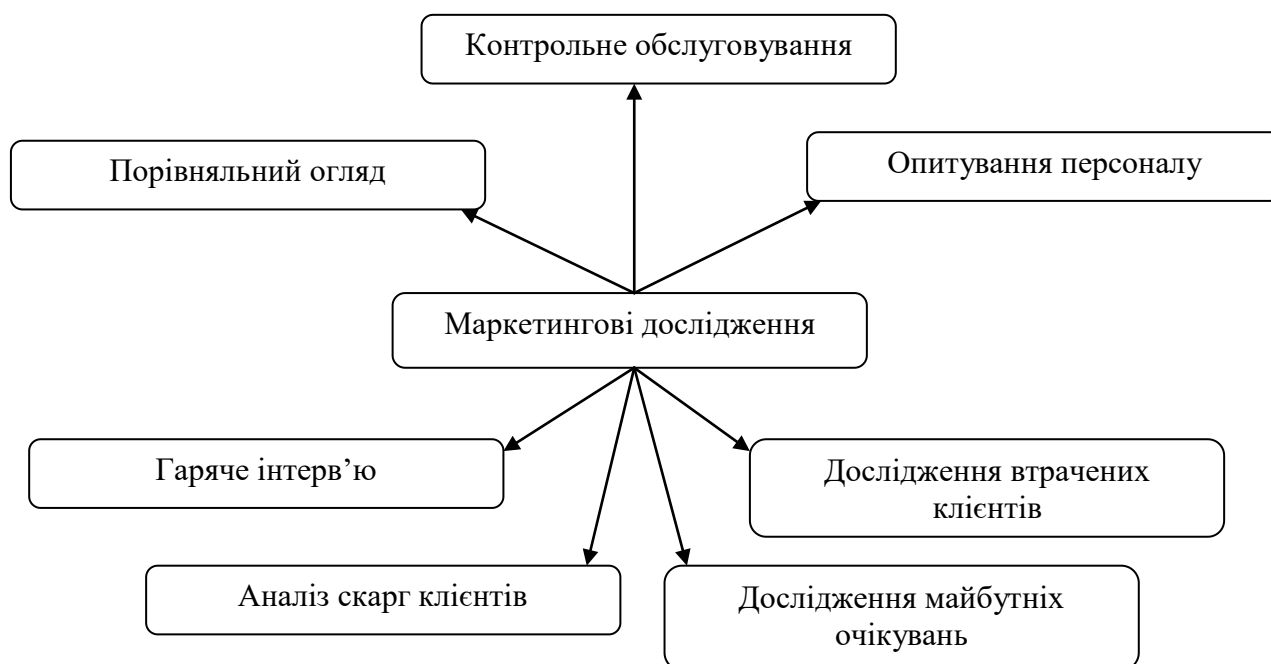 Контрольне обслуговування
Порівняльний огляд
Опитування персоналу
Маркетингові дослідження
Гаряче інтерв’ю
Дослідження втрачених
клієнтів
Аналіз скарг клієнтів
Дослідження майбутніх
очікувань